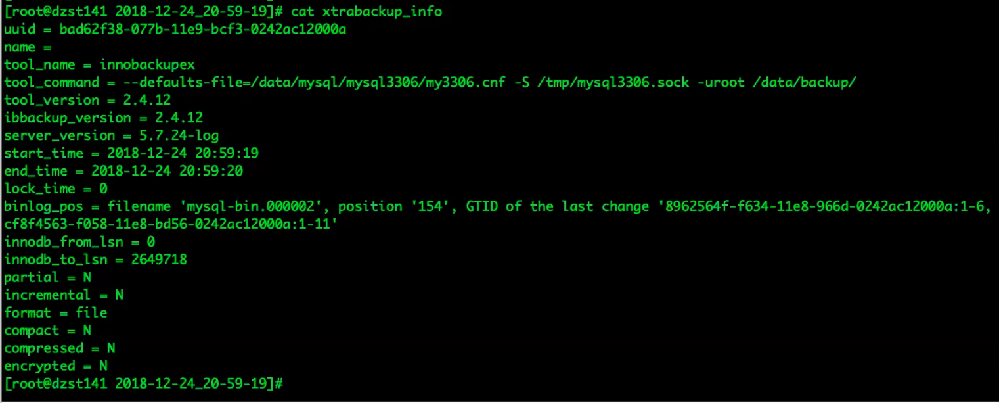 [root@dzst141 2018-12-24_20-59-19]# cat xtrabackup_info
uuid = bad62f38-077b-11e9-bcf3-0242ac12000a
name =
tool_name = innobackupex
tool_command = --defaults-file=/data/mysql/mysql3306/my3306.cnf -S /tmp/mysql3306.sock -uroot /data/backup/
tool_version = 2.4.12
ibbackup_version = 2.4.12
server_version = 5.7.24-log
start_time = 2018-12-24 20:59:19
end_time = 2018-12-24 20:59:20
lock_time = 0
binlog_pos = filename 'mysql-bin.000002', position '154', GTID of the last change '8962564f-f634-11e8-966d-0242ac12000a:1-6,
cf8f4563-f058-11e8-bd56-0242ac12000a:1-11'
innodb_from_lsn = 0
innodb_to_lsn = 2649718
partial = N
incremental = N
format = file
compact = N
compressed = N
encrypted = N
[root@dzst141 2018-12-24_20-59-19]#